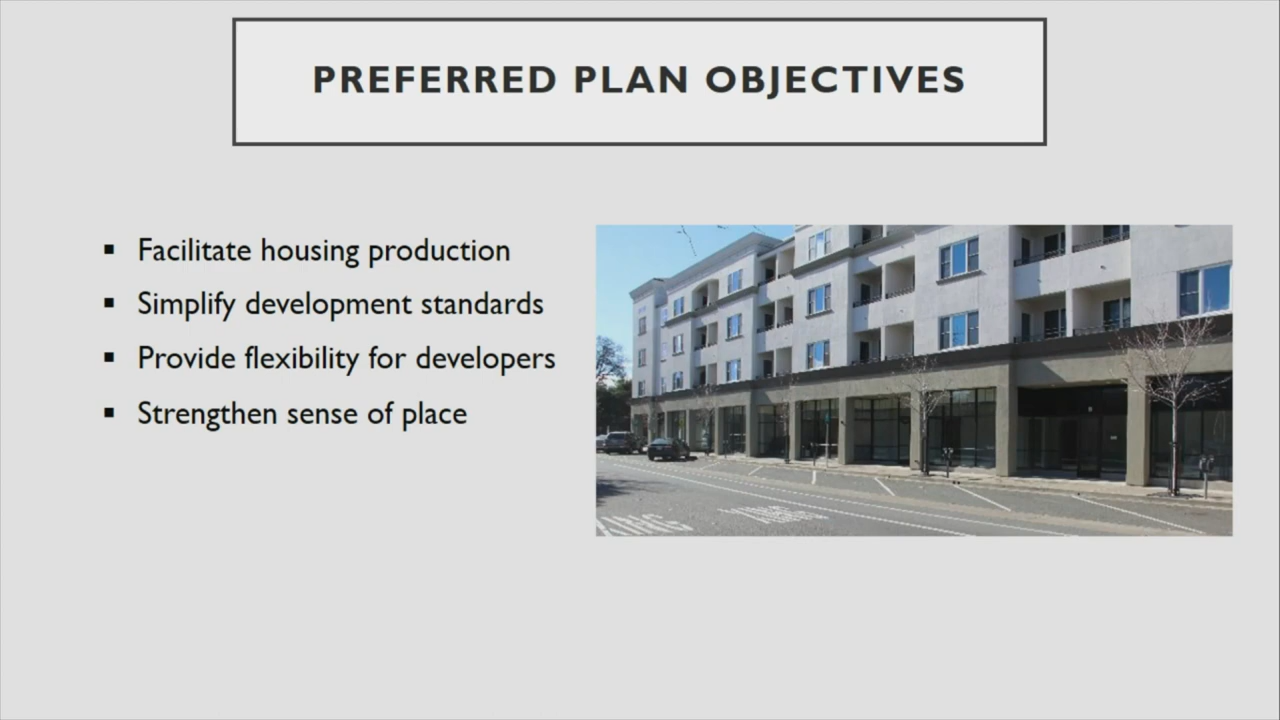 PREFERRED PLAN OBJECTIVES
Facilitate housing production
Simplify development standards
Provide flexibility for developers
Strengthen sense of place